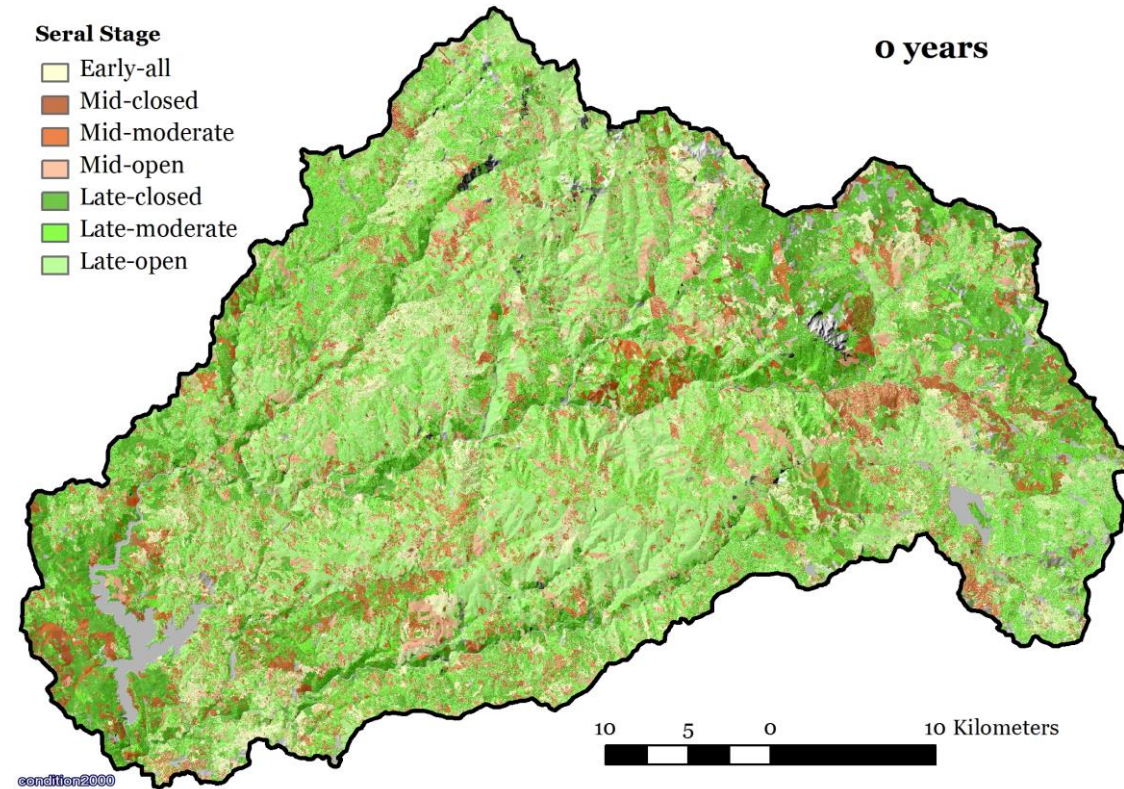 Seral Stage
Early-all
Mid-closed
Mid-moderate
Mid-open
Late-closed
Late-moderate
Late-open
0 years
10 5 0 10 Kilometers
condition2000